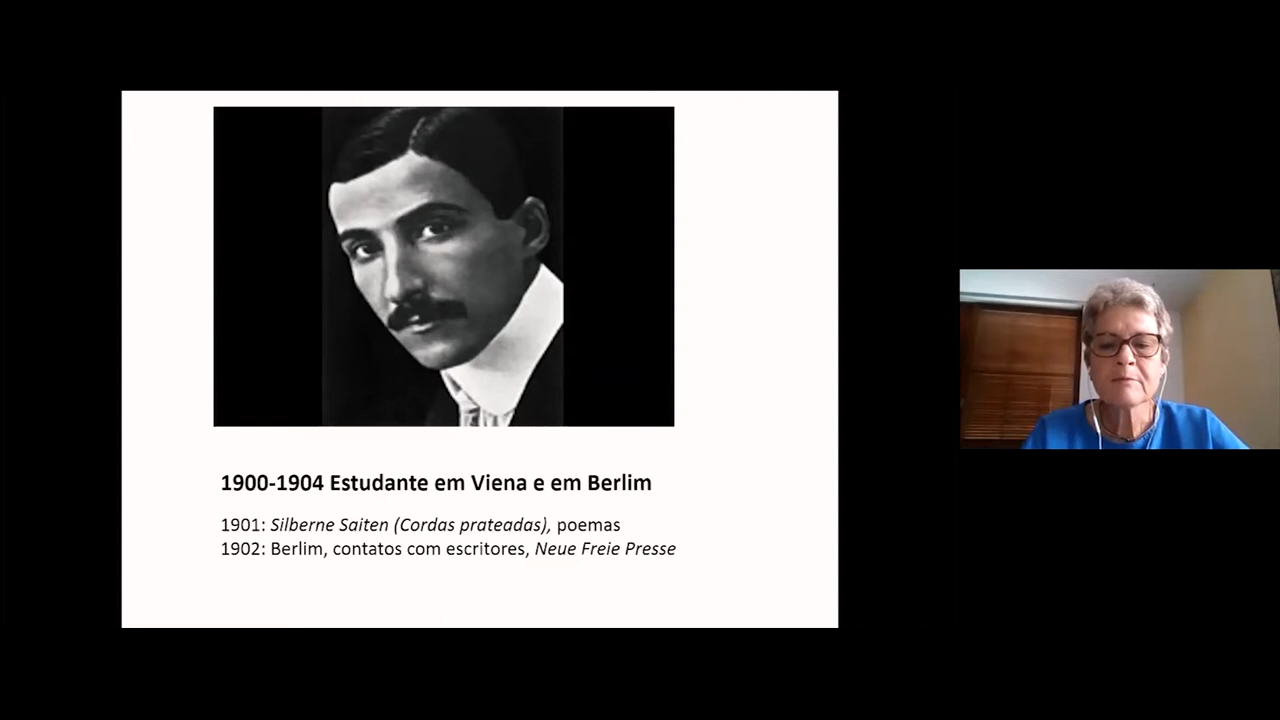 1900-1904 Estudante em Viena e em Berlim
1901: Silberne Saiten (Cordas prateadas), poemas
1902: Berlim, contatos com escritores, Neue Freie Presse